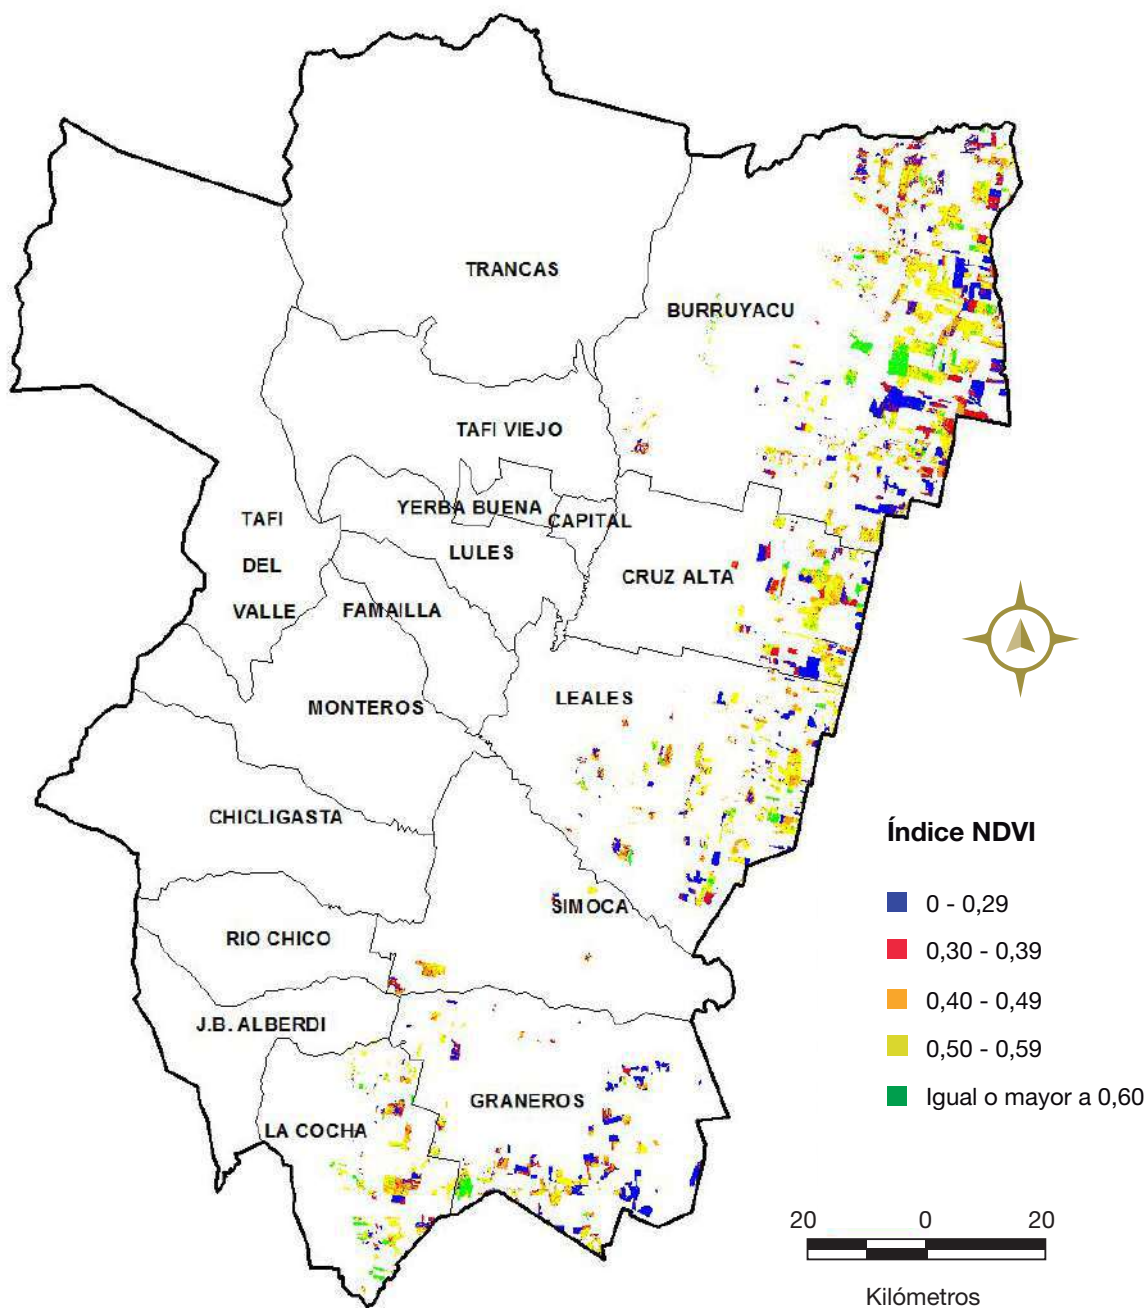 TRANCAS
BURRUYACU
TAFI VIEJO
YERBA BUENA
CAPITAL
TAFI
DEL
VALLE
LULES
CRUZ ALTA
FAMAILLA
MONTEROS
LEALES
CHICLIGASTA
SIMOCA
RIO CHICO
J.B. ALBERDI
GRANEROS
LA COCHA
Índice NDVI
0 - 0,29
0,30 - 0,39
0,40 - 0,49
0,50 - 0,59
Igual o mayor a 0,60
20 0 20
Kilómetros